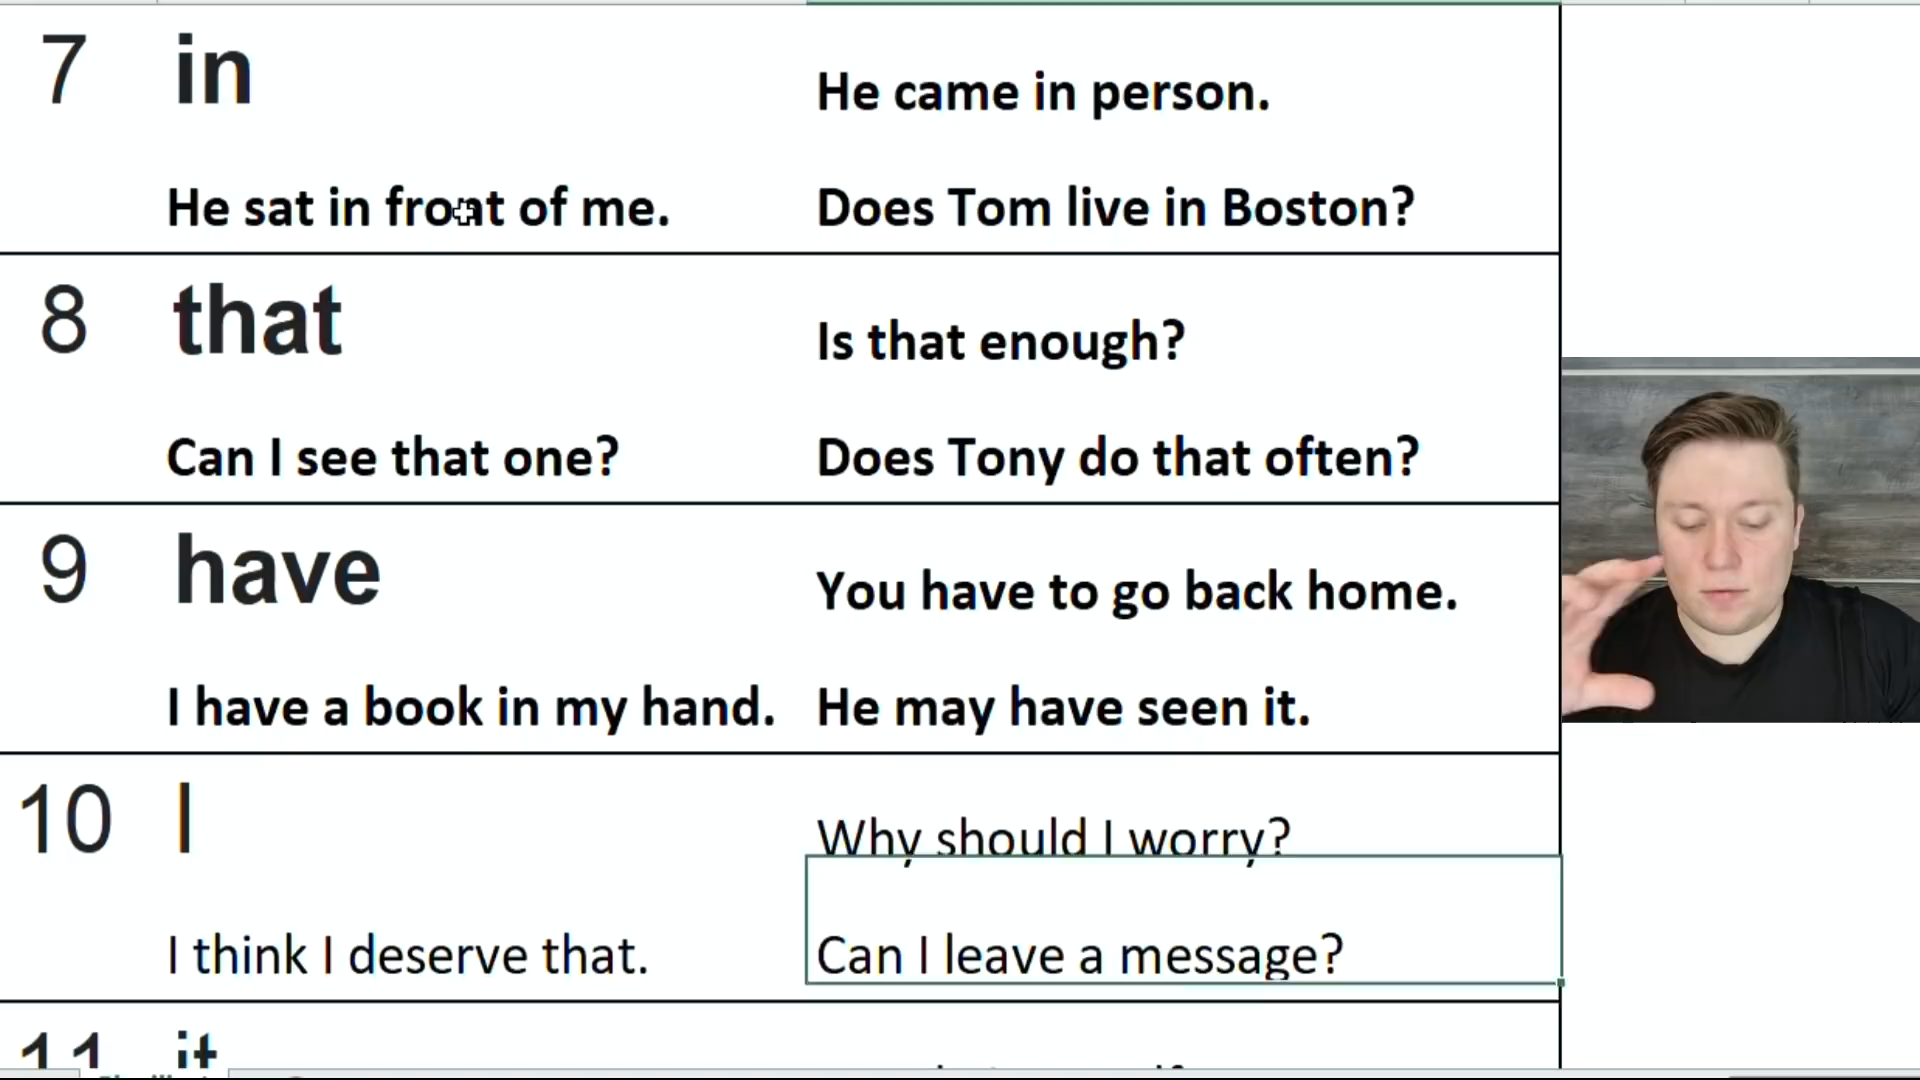 7 in
He came in person.
He sat in front of me.
Does Tom live in Boston?
8 that
Is that enough?
Can I see that one?
Does Tony do that often?
9 have
You have to go back home.
I have a book in my hand.
He may have seen it.
10 I
Why should I worry?
I think I deserve that.
Can I leave a message?
11 it